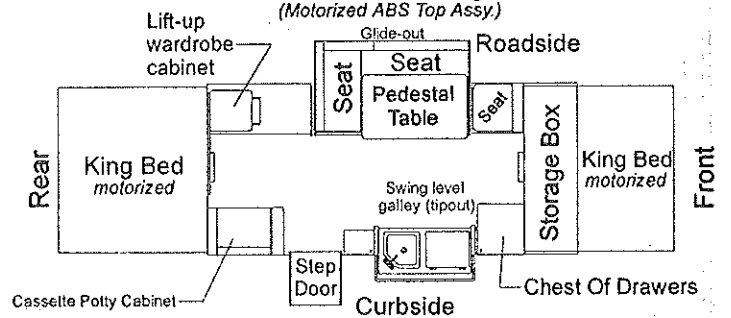 (Motorized ABS Top Assy.)
Lift-up
wardrobe
cabinet
Glide-out
Roadside
Seat
Seat
Pedestal
Table
Seat
Rear
King Bed
motorized
Storage Box
King Bed
motorized
Front
Swing level
galley (tipout)
Step
Door
Cassette Potty Cabinet
Curbside
Chest Of Drawers